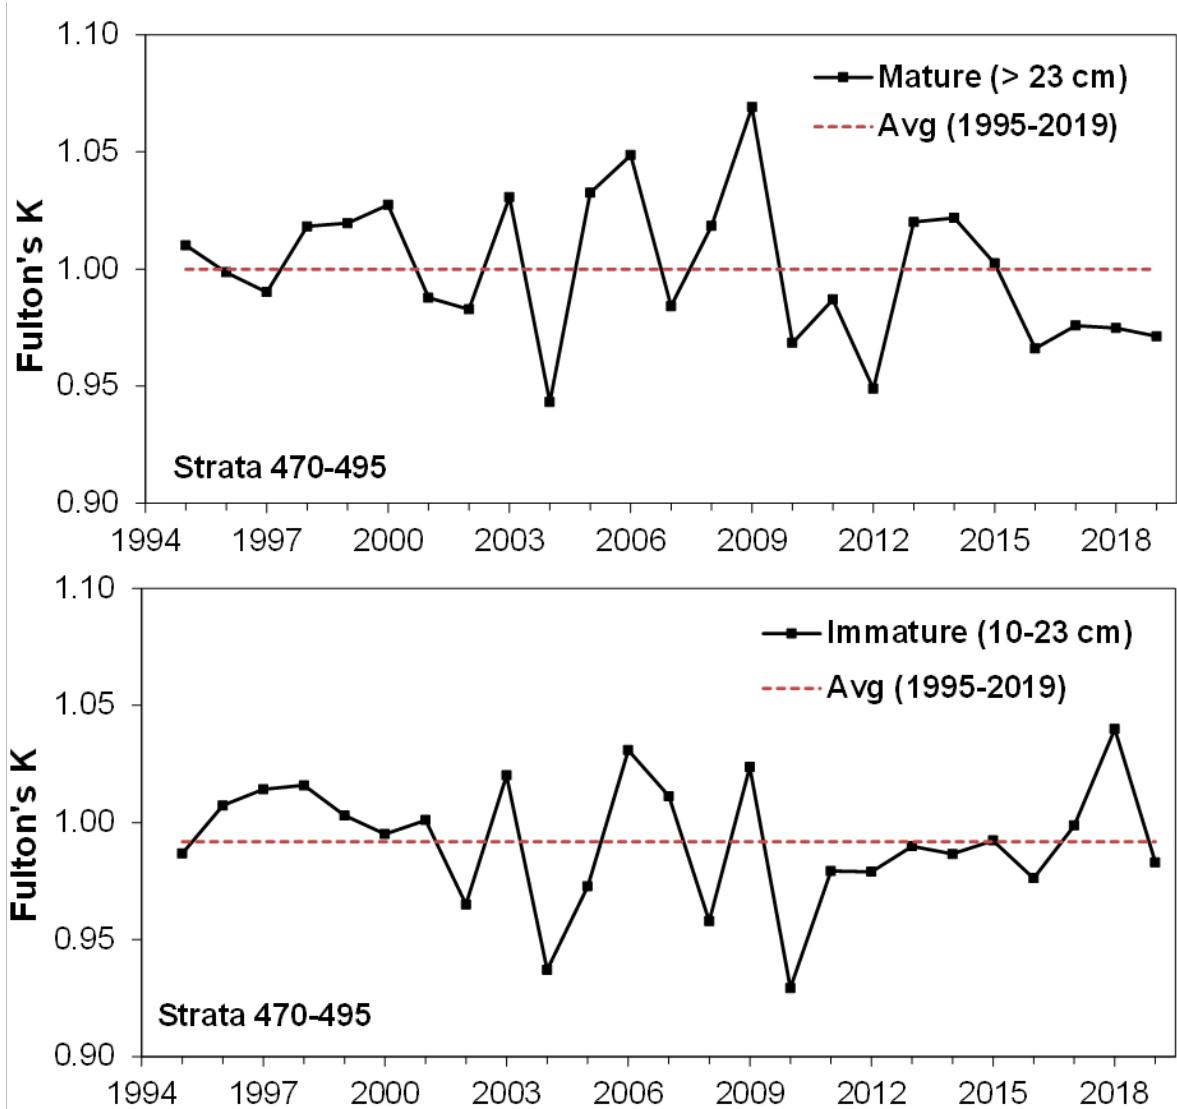 1.10
1.05
1.00
0.95
0.90
Fulton's K
Mature (> 23 cm)
Avg (1995-2019)
Strata 470-495
1994 1997 2000 2003 2006 2009 2012 2015 2018
1.10
1.05
1.00
0.95
0.90
Fulton's K
Immature (10-23 cm)
Avg (1995-2019)
Strata 470-495
1994 1997 2000 2003 2006 2009 2012 2015 2018